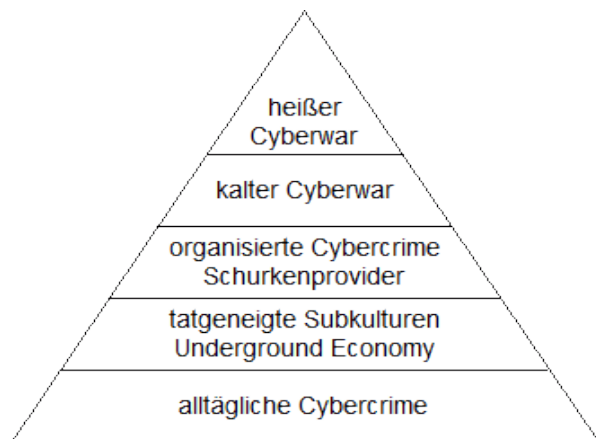 heißer
Cyberwar
kalter Cyberwar
organisierte Cybercrime
Schurkenprovider
tatgeneigte Subkulturen
Underground Economy
alltägliche Cybercrime